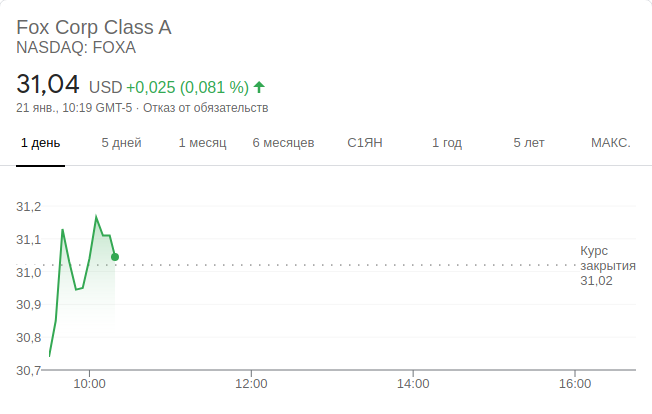 Fox Corp Class A
NASDAQ: FOXA
31,04 USD +0,025 (0,081 %)
21 янв., 10:19 GMT-5 · Отказ от обязательств
1 день 5 дней 1 месяц 6 месяцев С1ЯН 1 год 5 лет МАКС.
31,2
31,1
31,0
30,9
30,8
30,7
Курс
закрытия
31,02
10:00 12:00 14:00 16:00